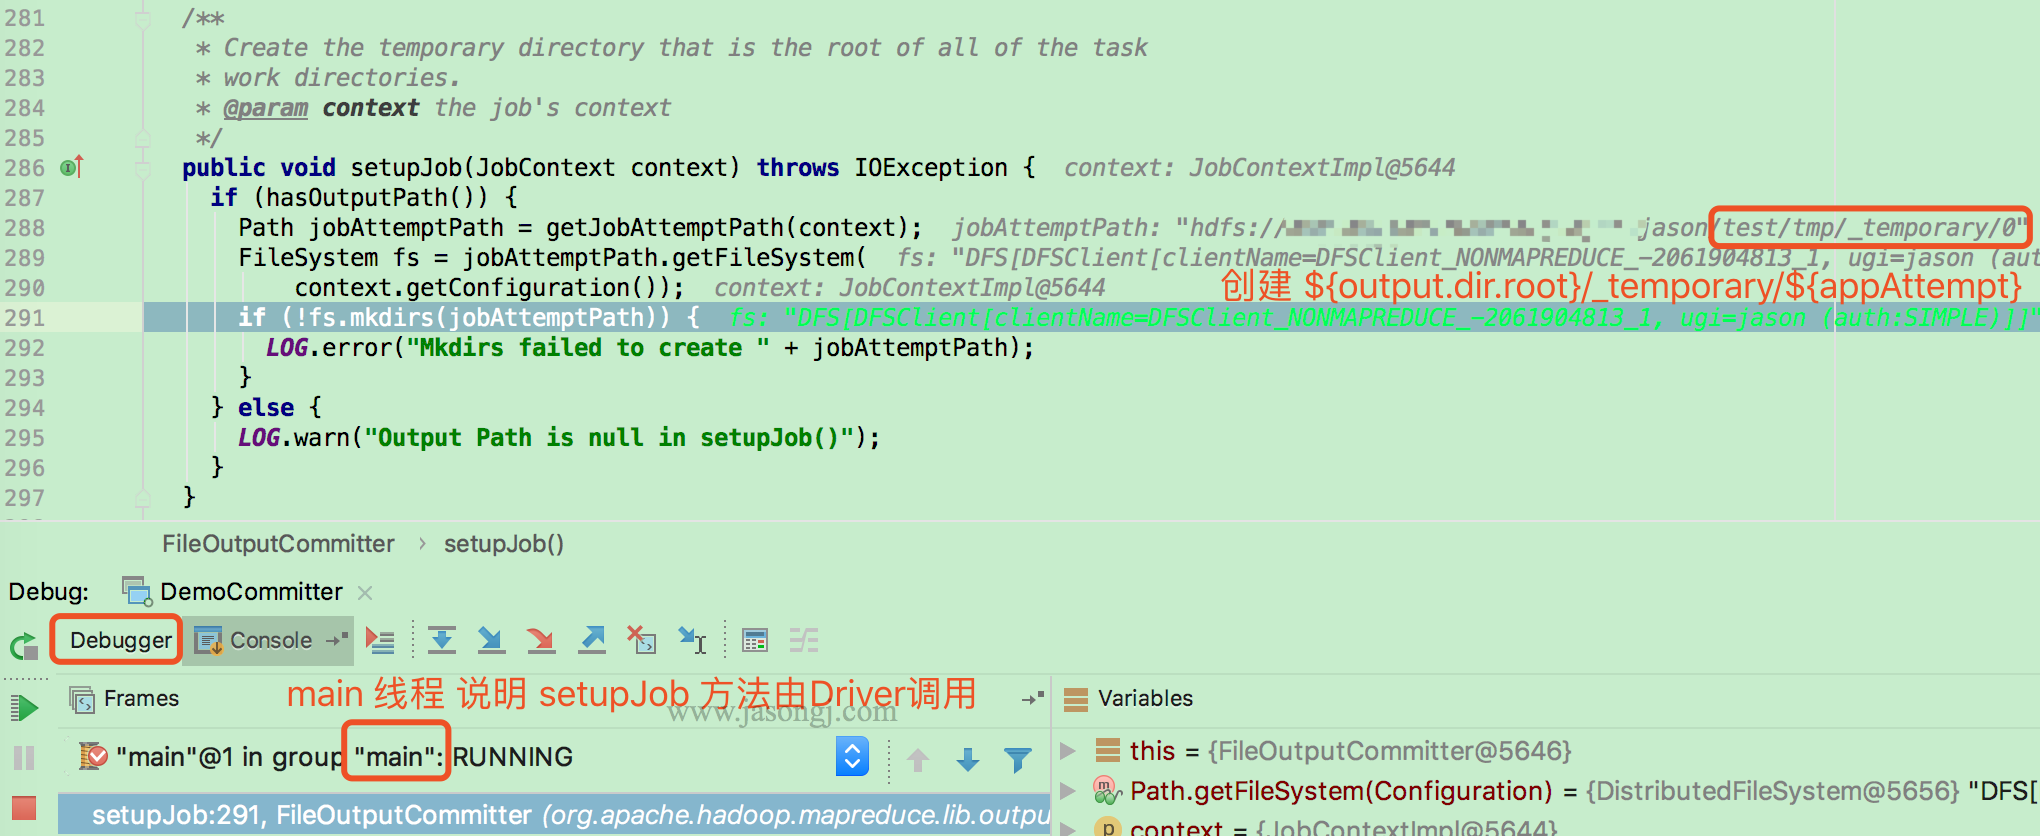 281 /**
282 * Create the temporary directory that is the root of all of the task
283 * work directories.
284 * @param context the job's context
285 */
286 public void setupJob(JobContext context) throws IOException { context: JobContextImpl@5644
287 if (hasOutputPath()) {
288 Path jobAttemptPath = getJobAttemptPath(context); jobAttemptPath: "hdfs:// jason/test/tmp/_temporary/0"
289 FileSystem fs = jobAttemptPath.getFileSystem( fs: "DFS[DFSClient[clientName=DFSClient_NONMAPREDUCE_-2061904813_1, ugi=jason (aut
290 context.getConfiguration()); context: JobContextImpl@5644 创建 ${output.dir.root}/_temporary/${appAttempt}
291 if (!fs.mkdirs(jobAttemptPath)) { fs: "DFS[DFSClient[clientName=DFSClient_NONMAPREDUCE_-2061904813_1, ugi=jason (auth:SIMPLE)]]"
292 LOG.error("Mkdirs failed to create " + jobAttemptPath);
293 }
294 } else {
295 LOG.warn("Output Path is null in setupJob()");
296 }
297 }
FileOutputCommitter › setupJob()
Debug: DemoCommitter
Debugger Console
Frames main 线程 说明 setupJob 方法由Driver调用 Variables
www.jasongj.com
"main"@1 in group "main": RUNNING
this = {FileOutputCommitter@5646}
Path.getFileSystem(Configuration) = {DistributedFileSystem@5656} "DFS[
setupJob:291, FileOutputCommitter (org.apache.hadoop.mapreduce.lib.outpu
context = {JobContextImpl@5644}